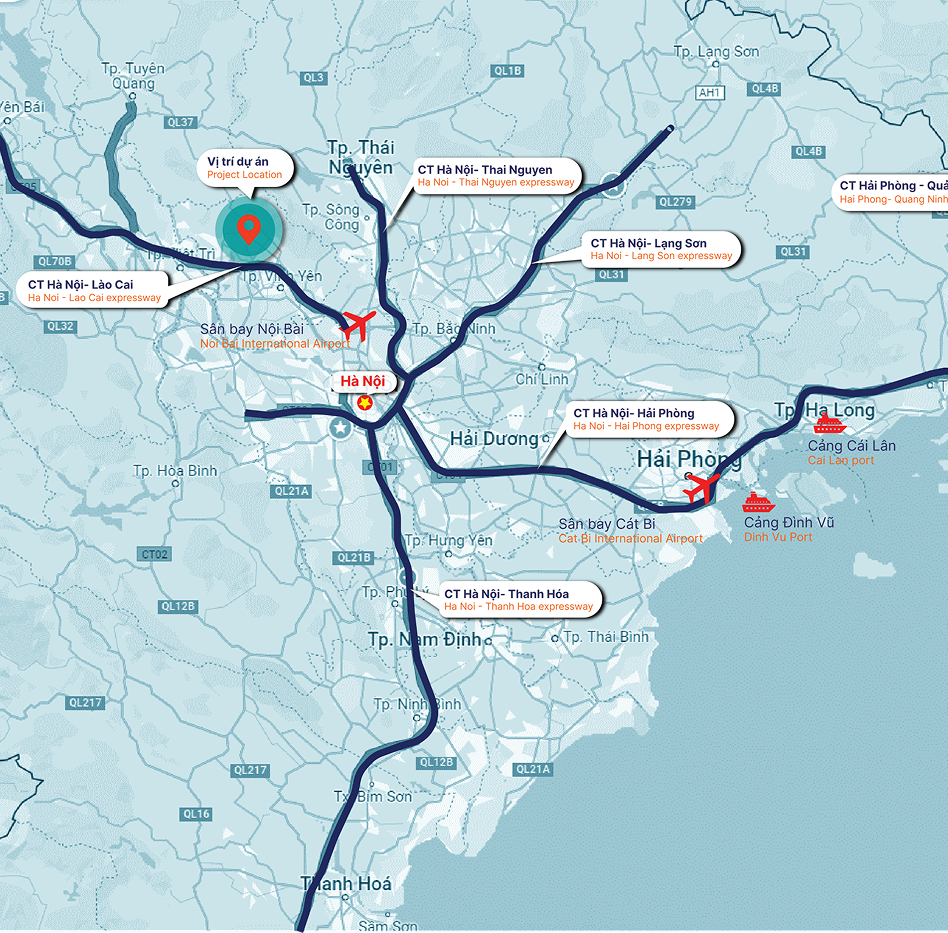 Tp. Lạng Sơn
Tp. Tuyên
Quang
QL3
QL1B
AH1
QL4B
Yên Bái
QL37
Tp. Thái
Nguyên
QL4B
Vị trí dự án
Project Location
CT Hà Nội- Thai Nguyen
Ha Noi - Thai Nguyen expressway
CT05
CT Hải Phòng - Quả
Hai Phong- Quang Ninh
Tp. Sông
Công
QL279
CT Hà Nội- Lạng Sơn
Ha Noi - Lang Son expressway
QL31
QL70B
Việt Trì
Tp. Vĩnh Yên
QL31
CT Hà Nội- Lào Cai
Ha Noi - Lao Cai expressway
QL32
Sân bay Nội Bài
Noi Bai International Airport
Tp. Bắc Ninh
Chí Linh
Hà Nội
CT Hà Nội- Hải Phòng
Ha Noi - Hai Phong expressway
Tp. Hạ Long
Hải Dương
Cảng Cái Lân
Cai Lan port
Hải Phòng
Tp. Hòa Bình
CT01
QL21A
Sân bay Cát Bi
Cat Bi International Airport
Cảng Đình Vũ
Dinh Vu Port
Tp. Hưng Yên
CT02
QL21B
Tp. Phủ Lý
CT Hà Nội- Thanh Hóa
Ha Noi - Thanh Hoa expressway
QL12B
Tp. Nam Định
Tp. Thái Bình
QL217
Tp. Ninh Bình
QL217
QL12B
QL21A
Tx. Bỉm Sơn
QL16
Thanh Hoá
Sầm Sơn